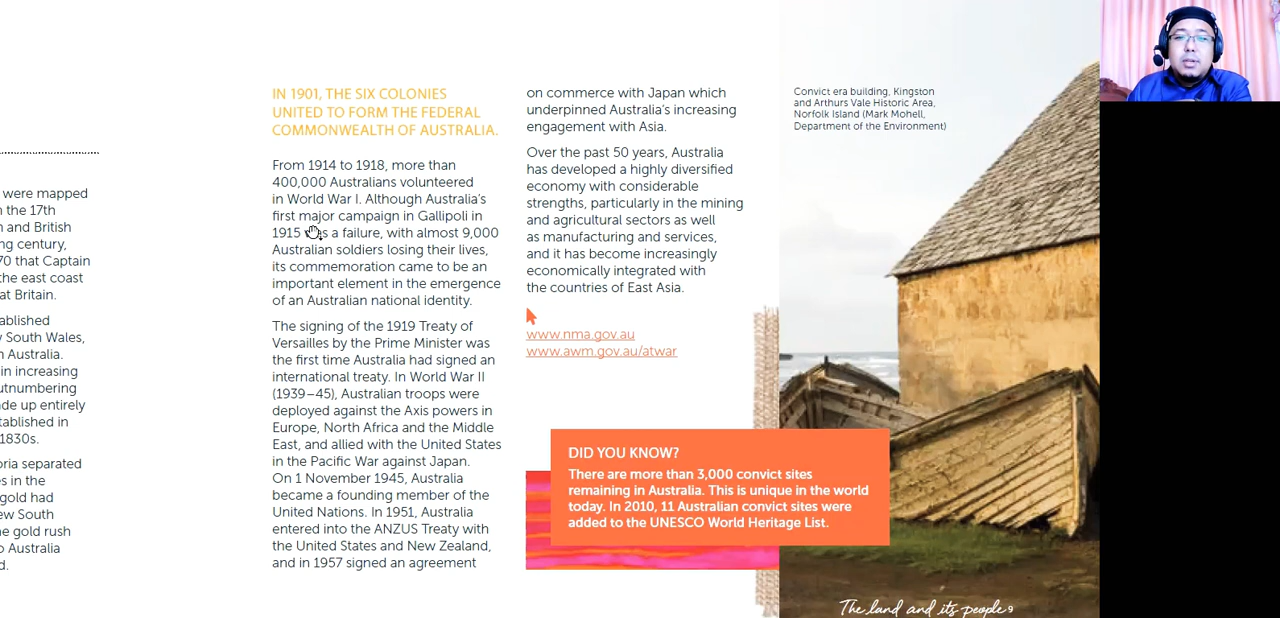 were mapped
the 17th
and British
ng century,
70 that Captain
the east coast
at Britain.
ablished
South Wales,
Australia.
in increasing
utnumbering
de up entirely
tablished in
1830s.
oria separated
es in the
gold had
ew South
he gold rush
o Australia
d.
IN 1901, THE SIX COLONIES
UNITED TO FORM THE FEDERAL
COMMONWEALTH OF AUSTRALIA.
From 1914 to 1918, more than
400,000 Australians volunteered
in World War I. Although Australia's
first major campaign in Gallipoli in
1915 was a failure, with almost 9,000
Australian soldiers losing their lives,
its commemoration came to be an
important element in the emergence
of an Australian national identity.
The signing of the 1919 Treaty of
Versailles by the Prime Minister was
the first time Australia had signed an
international treaty. In World War II
(1939–45), Australian troops were
deployed against the Axis powers in
Europe, North Africa and the Middle
East, and allied with the United States
in the Pacific War against Japan.
On 1 November 1945, Australia
became a founding member of the
United Nations. In 1951, Australia
entered into the ANZUS Treaty with
the United States and New Zealand,
and in 1957 signed an agreement
on commerce with Japan which
underpinned Australia's increasing
engagement with Asia.
Over the past 50 years, Australia
has developed a highly diversified
economy with considerable
strengths, particularly in the mining
and agricultural sectors as well
as manufacturing and services,
and it has become increasingly
economically integrated with
the countries of East Asia.
www.nma.gov.au
www.awm.gov.au/atwar
DID YOU KNOW?
There are more than 3,000 convict sites
remaining in Australia. This is unique in the world
today. In 2010, 11 Australian convict sites were
added to the UNESCO World Heritage List.
Convict era building, Kingston
and Arthurs Vale Historic Area,
Norfolk Island (Mark Mohell,
Department of the Environment)
The land and its people 9